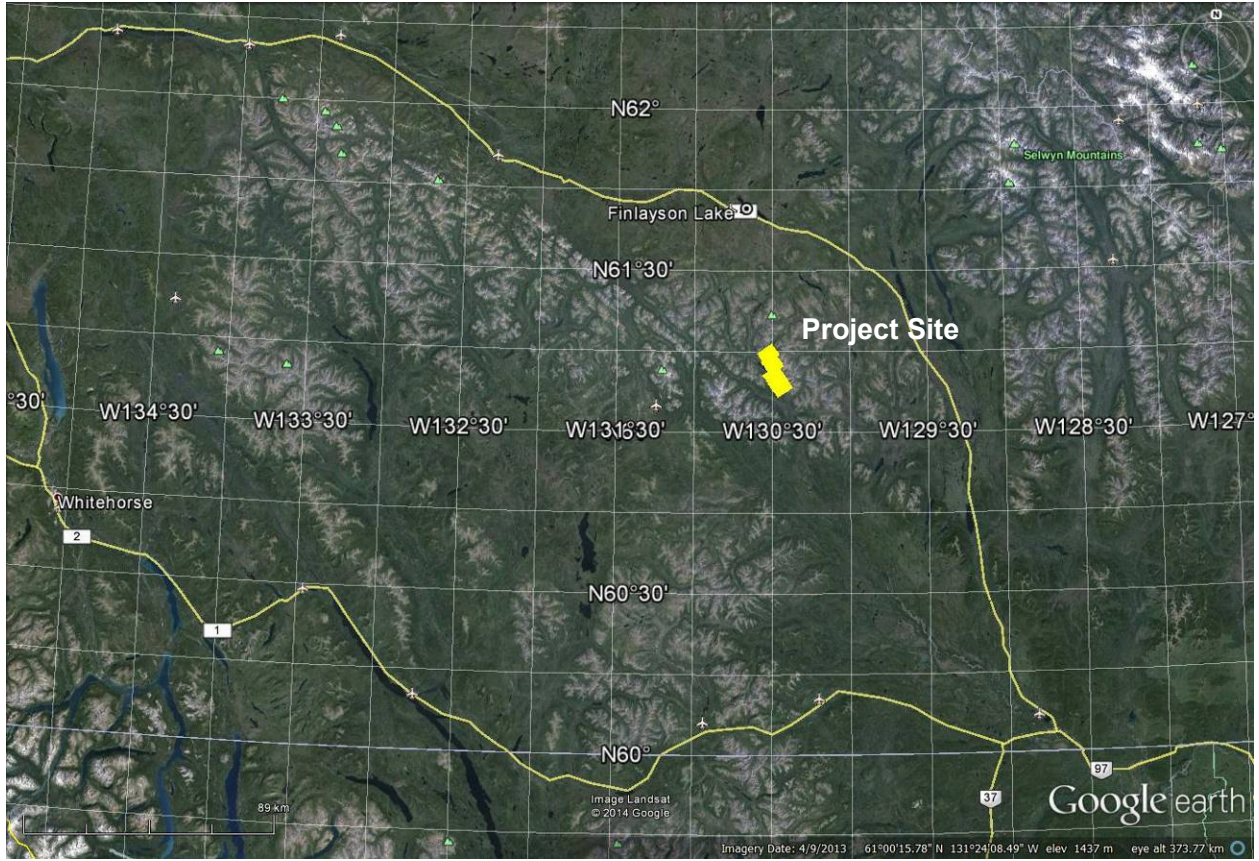 N
N62°
Selwyn Mountains
Finlayson Lake
N61°30'
Project Site
°30'
W134°30'
W133°30'
W132°30'
W130°30'
W129°30'
W128°30'
W127°
Whitehorse
2
N60°30'
1
N60°
97
37
89 km
Image Landsat
© 2014 Google
Google earth
Imagery Date: 4/9/2013 61°00'15.78" N 131°24'08.49" W elev 1437 m eye alt 373.77 km